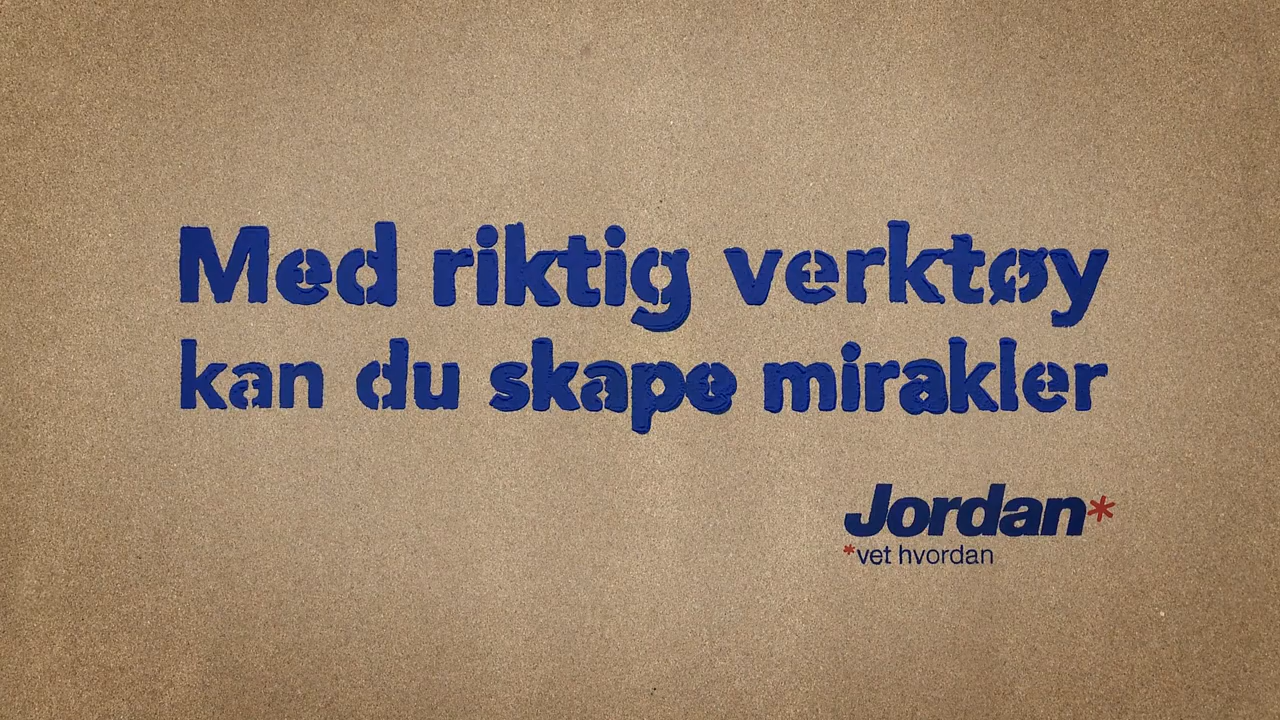 Med riktig verktøy
kan du skape mirakler
Jordan*
*vet hvordan